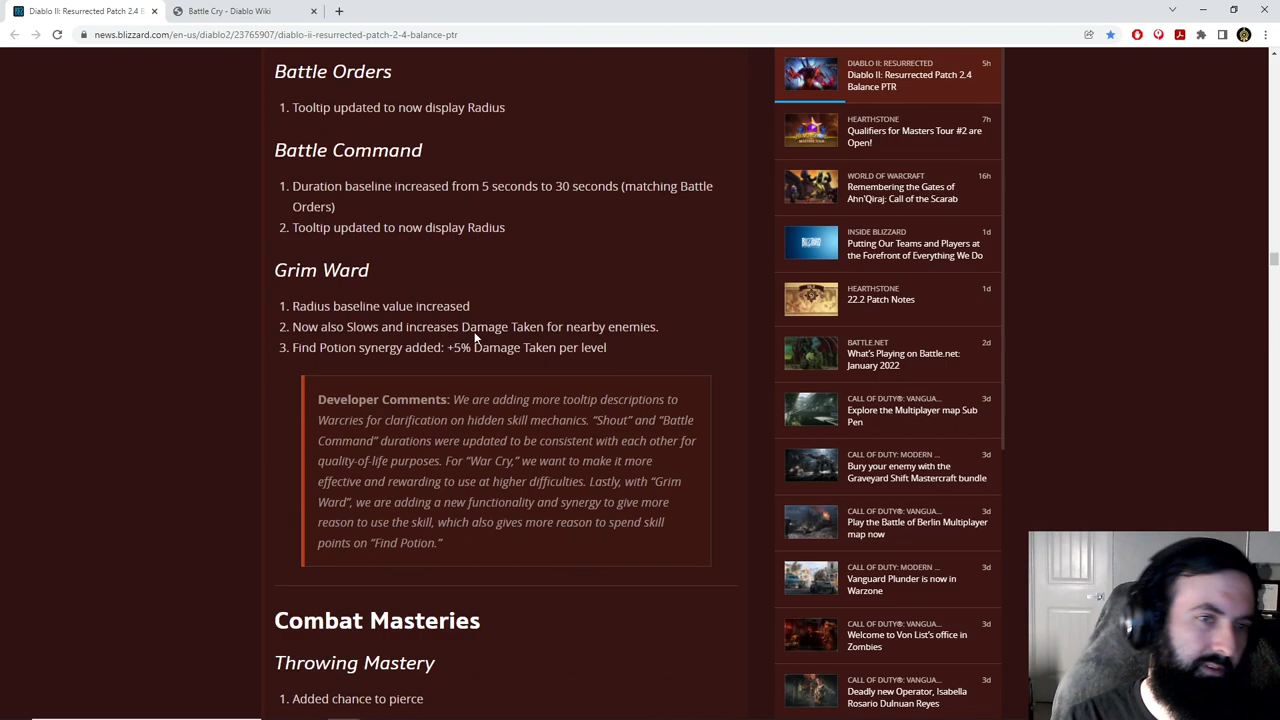 Diablo II: Resurrected Patch 2.4 B
Battle Cry - Diablo Wiki
news.blizzard.com/en-us/diablo2/23765907/diablo-ii-resurrected-patch-2-4-balance-ptr
Battle Orders
1. Tooltip updated to now display Radius
Battle Command
1. Duration baseline increased from 5 seconds to 30 seconds (matching Battle
Orders)
2. Tooltip updated to now display Radius
Grim Ward
1. Radius baseline value increased
2. Now also Slows and increases Damage Taken for nearby enemies.
3. Find Potion synergy added: +5% Damage Taken per level
Developer Comments: We are adding more tooltip descriptions to
Warcries for clarification on hidden skill mechanics. “Shout” and “Battle
Command” durations were updated to be consistent with each other for
quality-of-life purposes. For “War Cry,” we want to make it more
effective and rewarding to use at higher difficulties. Lastly, with “Grim
Ward”, we are adding a new functionality and synergy to give more
reason to use the skill, which also gives more reason to spend skill
points on “Find Potion.”
Combat Masteries
Throwing Mastery
1. Added chance to pierce
DIABLO II: RESURRECTED 5h
Diablo II: Resurrected Patch 2.4
Balance PTR
HEARTHSTONE 7h
Qualifiers for Masters Tour #2 are
Open!
WORLD OF WARCRAFT 16h
Remembering the Gates of
Ahn'Qiraj: Call of the Scarab
INSIDE BLIZZARD 1d
Putting Our Teams and Players at
the Forefront of Everything We Do
HEARTHSTONE 1d
22.2 Patch Notes
BATTLE.NET 2d
What’s Playing on Battle.net:
January 2022
CALL OF DUTY®: VANGUA... 3d
Explore the Multiplayer map Sub
Pen
CALL OF DUTY: MODERN ... 3d
Bury your enemy with the
Graveyard Shift Mastercraft bundle
CALL OF DUTY®: VANGUA... 3d
Play the Battle of Berlin Multiplayer
map now
CALL OF DUTY: MODERN ... 3d
Vanguard Plunder is now in
Warzone
CALL OF DUTY®: VANGUA... 3d
Welcome to Von List’s office in
Zombies
CALL OF DUTY®: VANGUA... 3d
Deadly new Operator, Isabella
Rosario Dulnuan Reyes